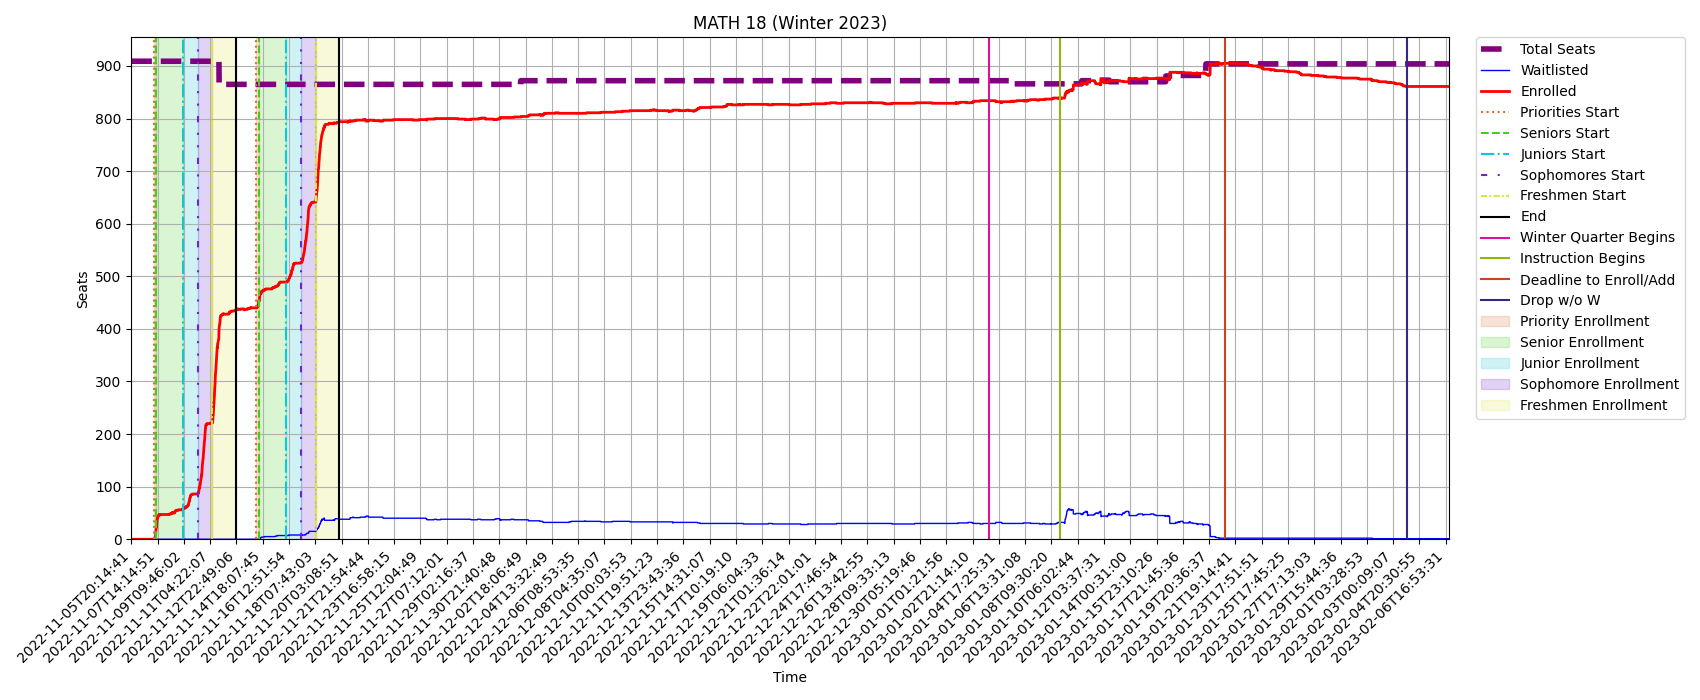 MATH 18 (Winter 2023)
Seats
900
800
700
600
500
400
300
200
100
0
2022-11-05T20:14:41
2022-11-07T14:14:51
2022-11-09T09:46:02
2022-11-11T04:22:07
2022-11-12T22:49:06
2022-11-14T18:07:45
2022-11-16T12:51:54
2022-11-18T07:43:03
2022-11-20T03:08:51
2022-11-21T21:54:44
2022-11-23T16:58:15
2022-11-25T12:04:49
2022-11-27T07:12:01
2022-11-29T02:16:37
2022-11-30T21:40:48
2022-12-02T18:06:49
2022-12-04T13:32:49
2022-12-06T08:53:35
2022-12-08T04:35:07
2022-12-10T00:03:53
2022-12-11T19:51:23
2022-12-13T23:43:36
2022-12-15T14:31:07
2022-12-17T10:19:10
2022-12-19T06:04:33
2022-12-21T01:36:14
2022-12-22T22:01:01
2022-12-24T17:46:54
2022-12-26T13:42:55
2022-12-28T09:33:13
2022-12-30T05:19:46
2023-01-01T01:21:56
2023-01-02T21:14:10
2023-01-04T17:25:31
2023-01-06T13:31:08
2023-01-08T09:30:20
2023-01-10T06:02:44
2023-01-12T03:37:31
2023-01-14T00:31:00
2023-01-15T23:10:26
2023-01-17T21:45:36
2023-01-19T20:36:37
2023-01-21T19:14:41
2023-01-23T17:51:51
2023-01-25T17:45:25
2023-01-27T17:13:03
2023-01-29T15:44:36
2023-02-01T03:28:53
2023-02-03T00:09:07
2023-02-04T20:30:55
2023-02-06T16:53:31
Time
Total Seats
Waitlisted
Enrolled
Priorities Start
Seniors Start
Juniors Start
Sophomores Start
Freshmen Start
End
Winter Quarter Begins
Instruction Begins
Deadline to Enroll/Add
Drop w/o W
Priority Enrollment
Senior Enrollment
Junior Enrollment
Sophomore Enrollment
Freshmen Enrollment